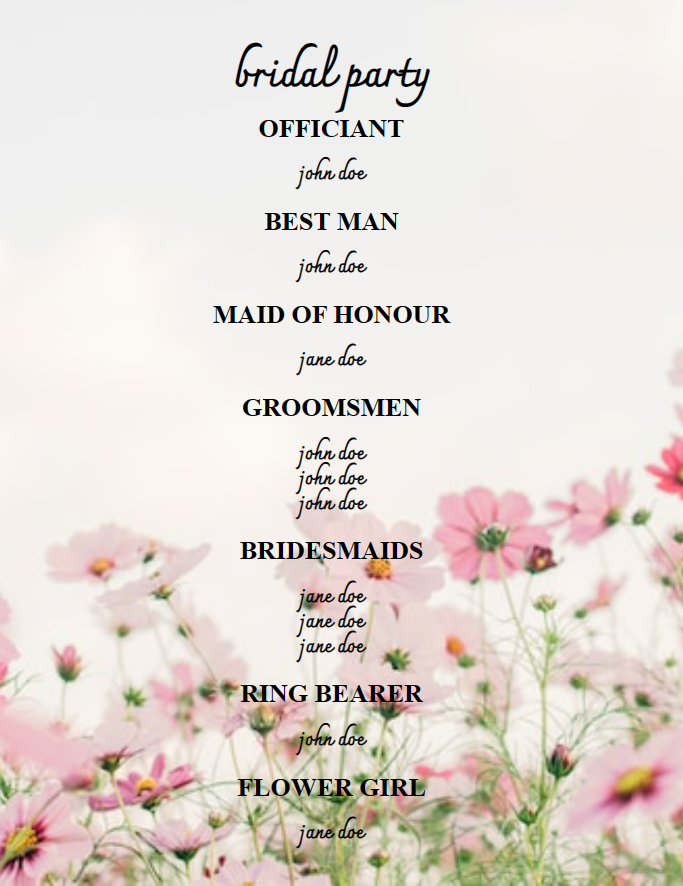 bridal party
OFFICIANT
john doe
BEST MAN
john doe
MAID OF HONOUR
jane doe
GROOMSMEN
john doe
john doe
john doe
BRIDESMAIDS
jane doe
jane doe
jane doe
RING BEARER
john doe
FLOWER GIRL
jane doe